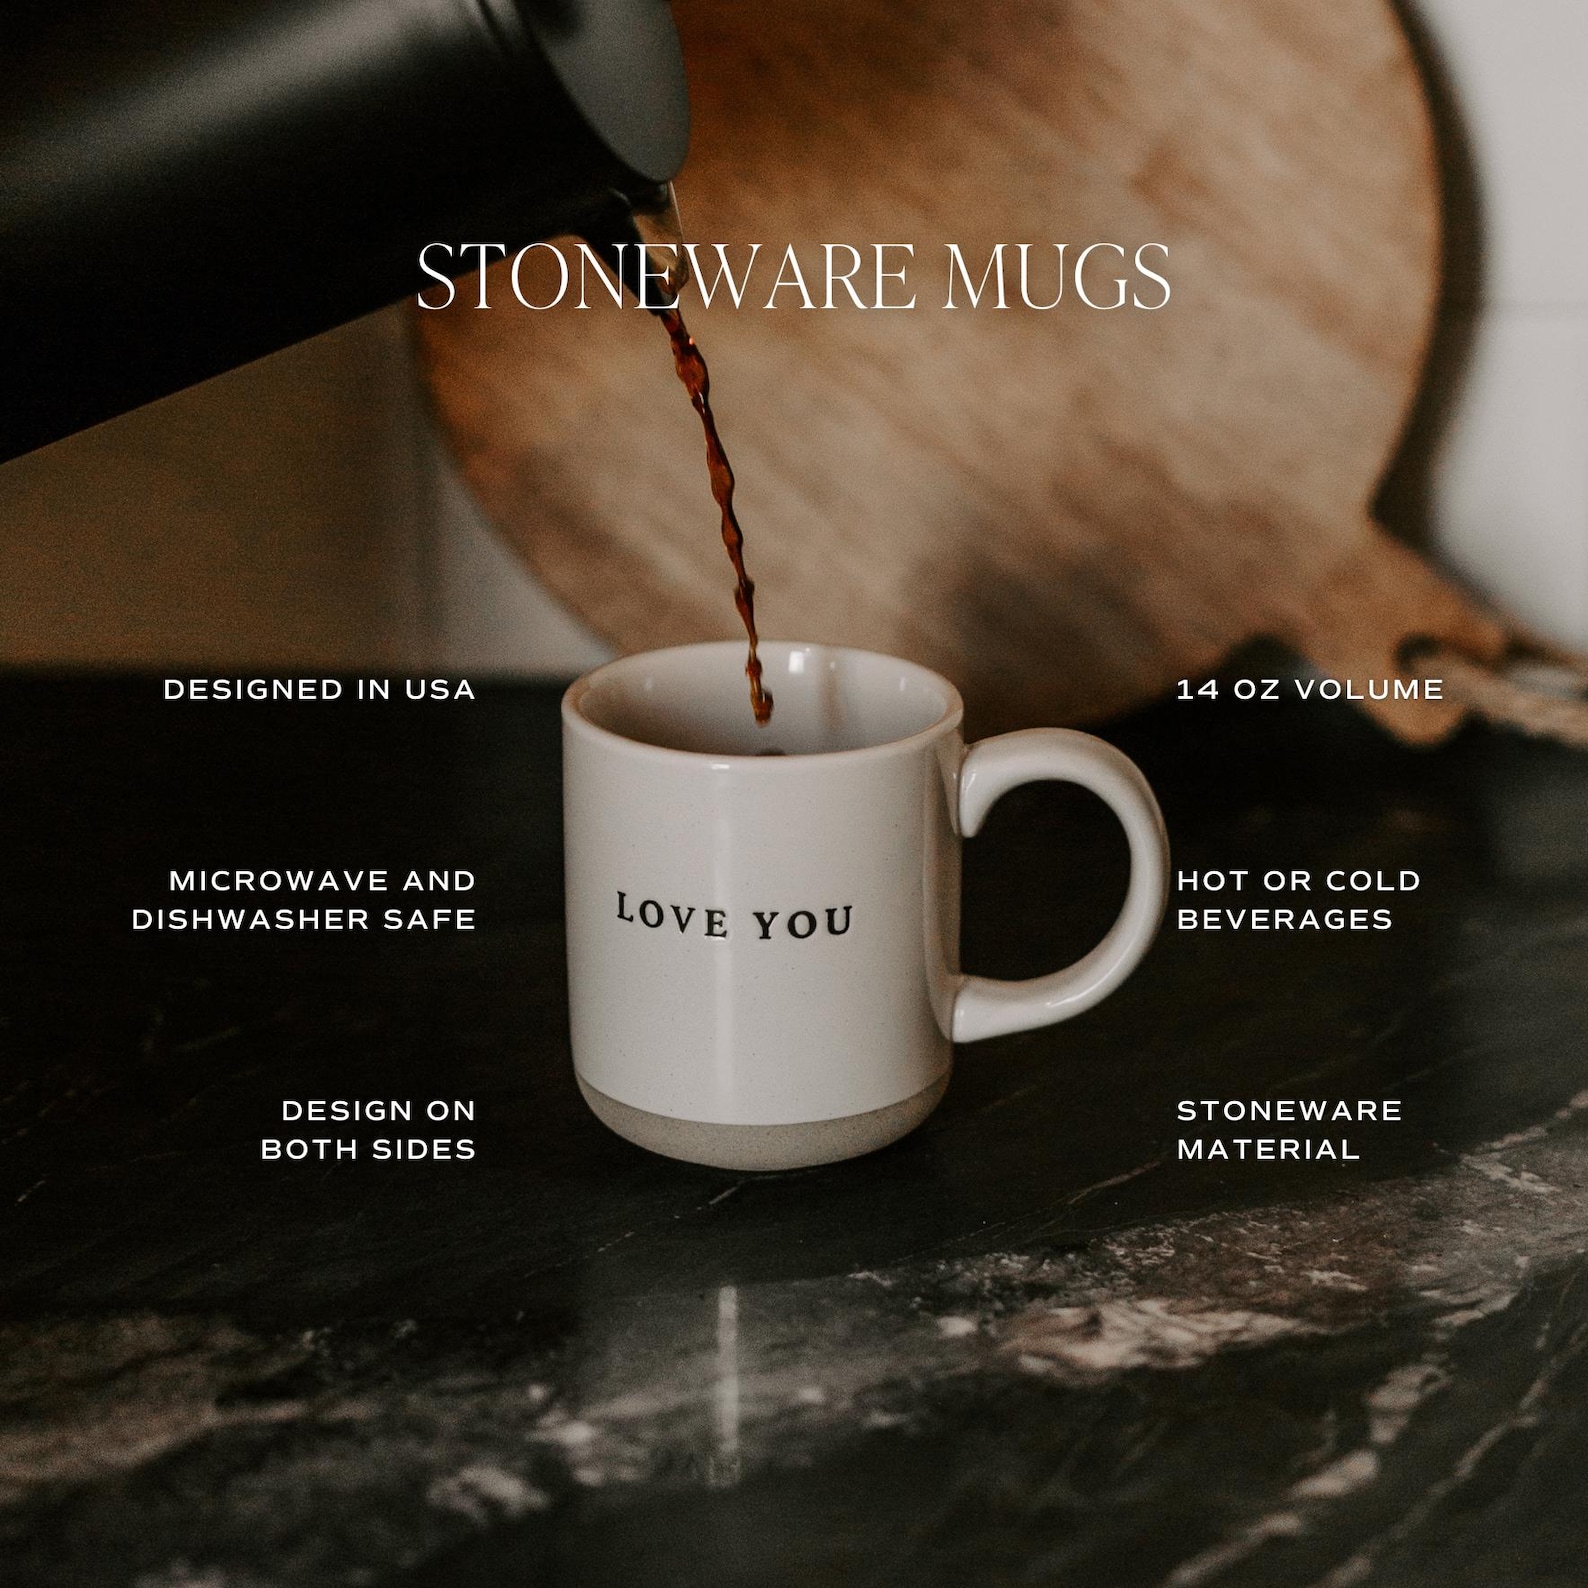 STONEWARE MUGS
DESIGNED IN USA
14 OZ VOLUME
MICROWAVE AND
DISHWASHER SAFE
HOT OR COLD
BEVERAGES
LOVE YOU
DESIGN ON
BOTH SIDES
STONEWARE
MATERIAL